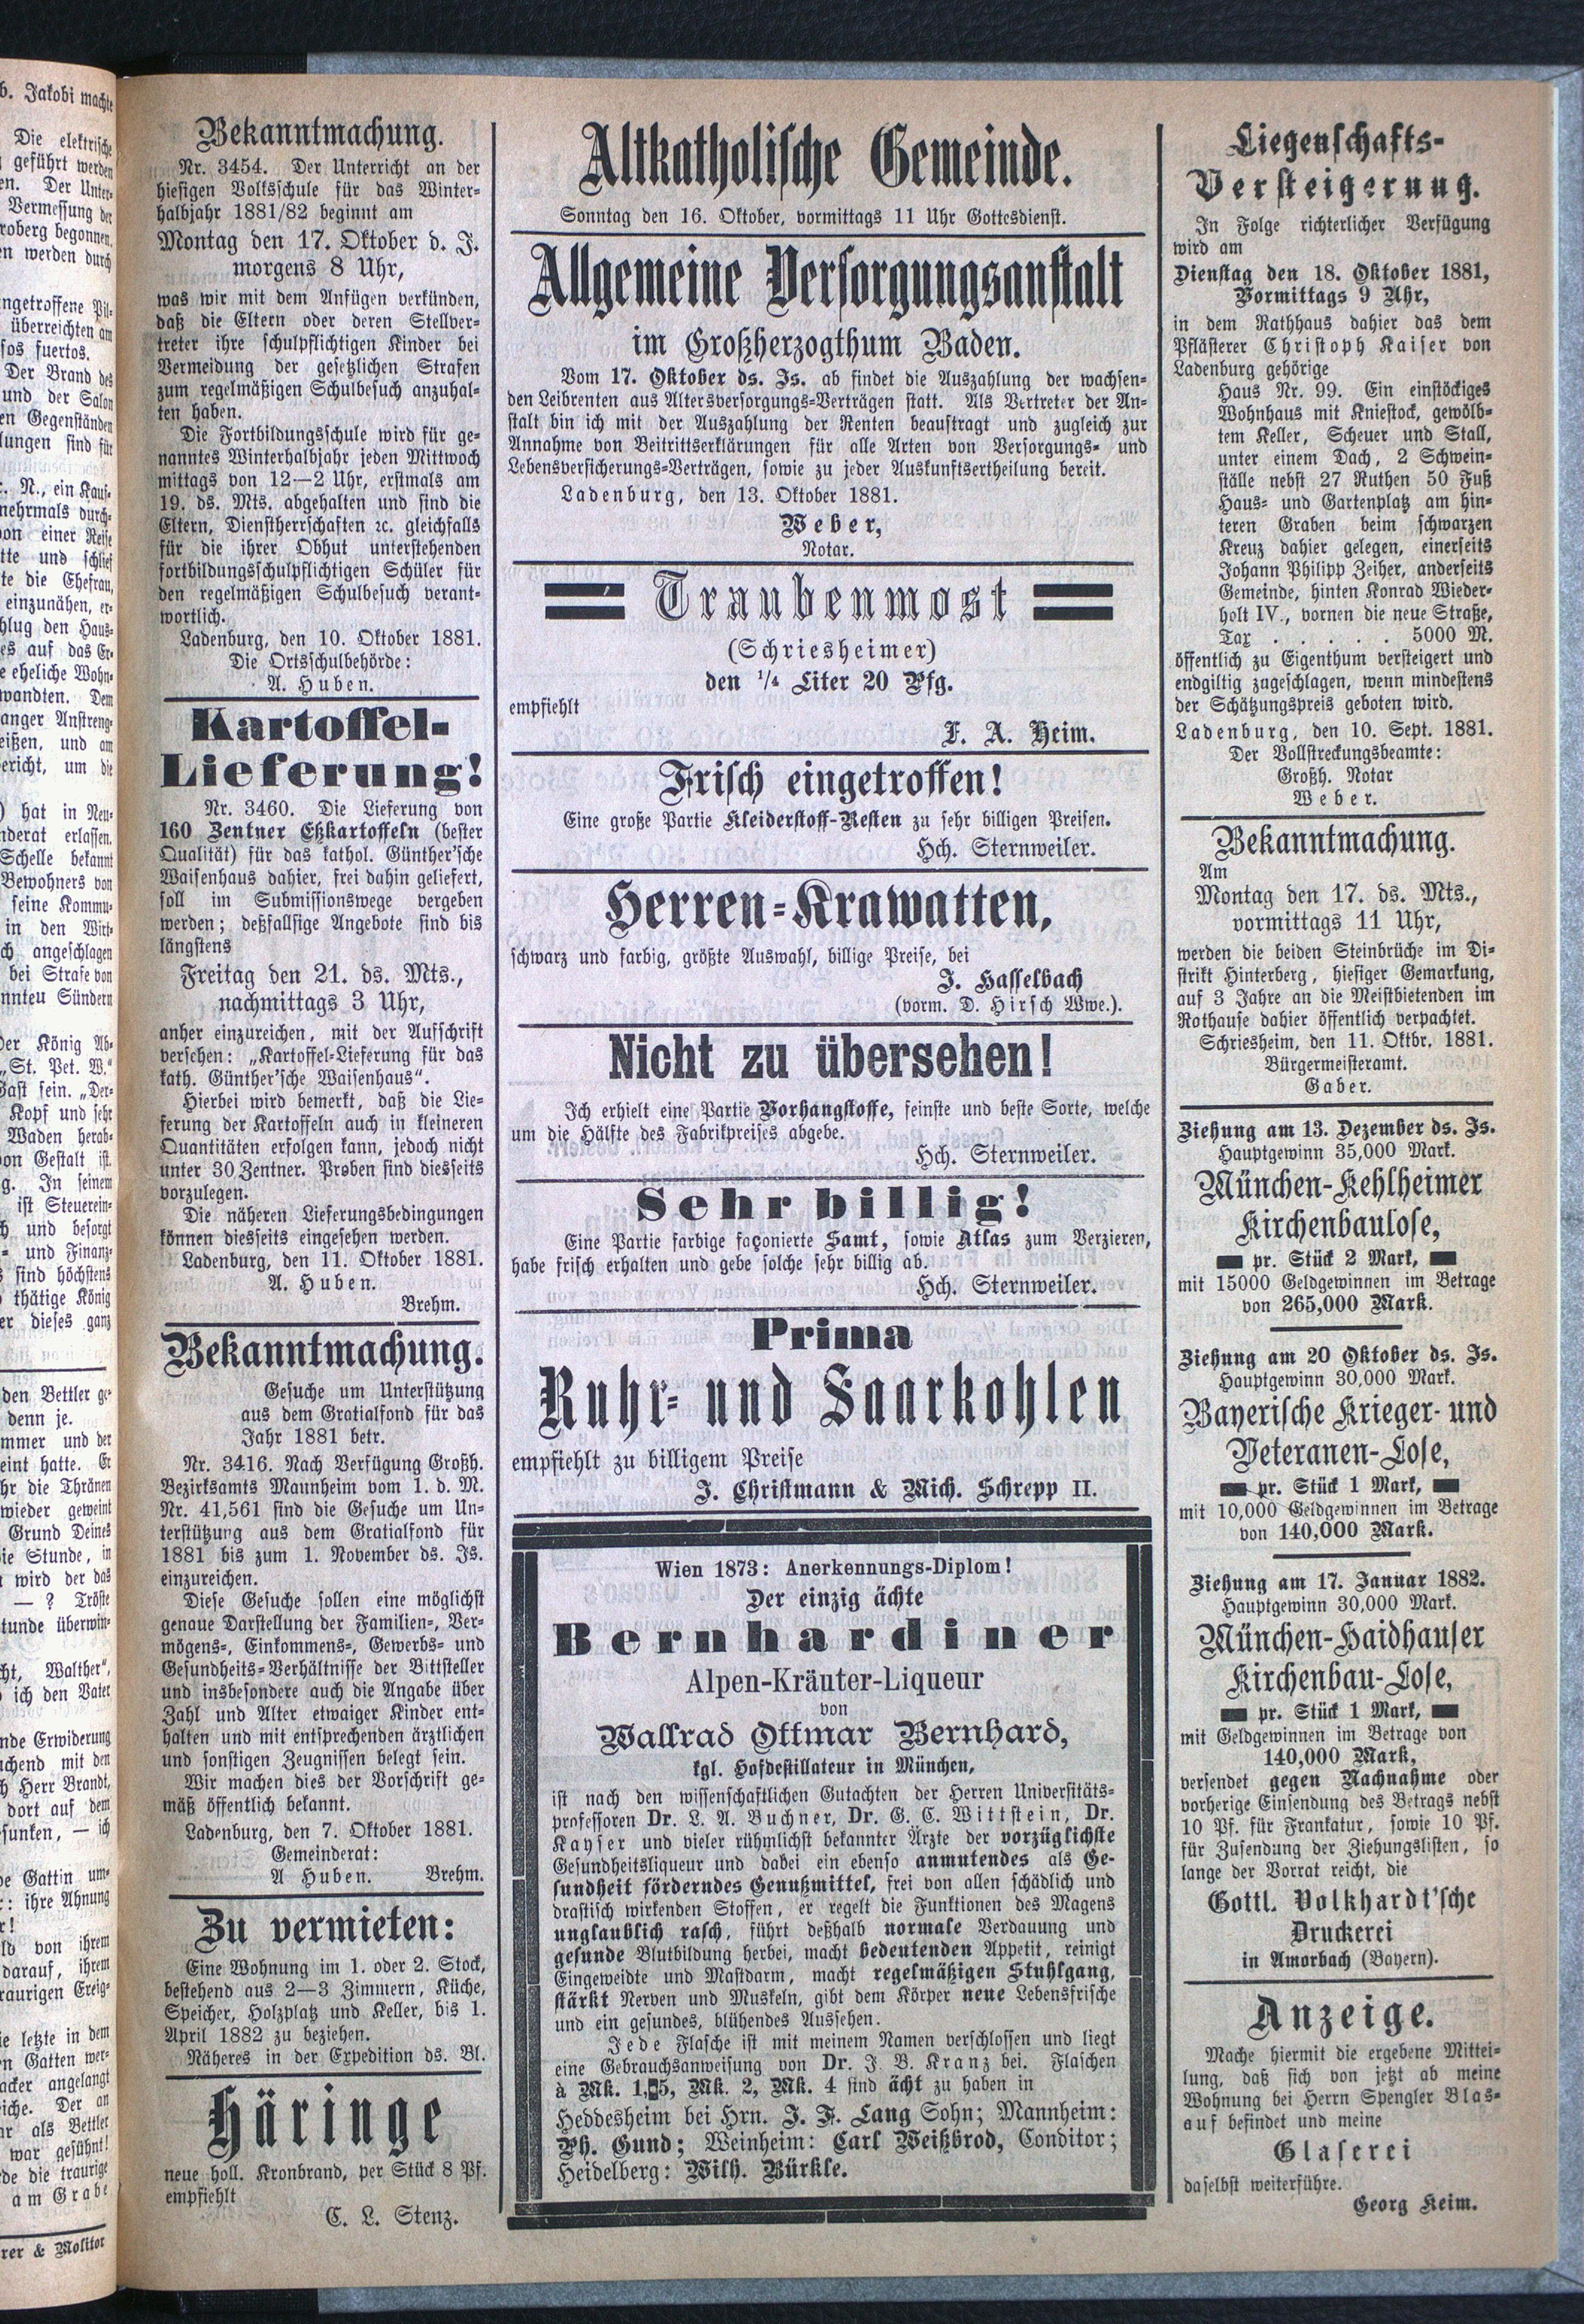 Bekanntmachung.
Nr. 3454. Der Unterricht an der
hiesigen Volksschule für das Winter-
halbjahr 1881/82 beginnt am
Montag den 17. Oktober d. J.
morgens 8 Uhr,
was wir mit dem Anfügen verkünden,
daß die Eltern oder deren Stellver-
treter ihre schulpflichtigen Kinder bei
Vermeidung der gesetzlichen Strafen
zum regelmäßigen Schulbesuch anzuhal-
ten haben.
Die Fortbildungsschule wird für ge-
nanntes Winterhalbjahr jeden Mittwoch
mittags von 12—2 Uhr, erstmals am
19. ds. Mts. abgehalten und sind die
Eltern, Dienstherrschaften ꝛc. gleichfalls
für die ihrer Obhut unterstehenden
fortbildungsschulpflichtigen Schüler für
den regelmäßigen Schulbesuch verant-
wortlich.
Ladenburg, den 10. Oktober 1881.
Die Ortsschulbehörde:
A. Huben.
Kartoffel-
Lieferung!
Nr. 3460. Die Lieferung von
160 Zentner Eßkartoffeln (bester
Qualität) für das kathol. Günther'sche
Waisenhaus dahier, frei dahin geliefert,
soll im Submissionswege vergeben
werden; deßfallsige Angebote sind bis
längstens
Freitag den 21. ds. Mts.,
nachmittags 3 Uhr,
anher einzureichen, mit der Aufschrift
versehen: „Kartoffel-Lieferung für das
kath. Günther'sche Waisenhaus“.
Hierbei wird bemerkt, daß die Lie-
ferung der Kartoffeln auch in kleineren
Quantitäten erfolgen kann, jedoch nicht
unter 30 Zentner. Proben sind diesseits
vorzulegen.
Die näheren Lieferungsbedingungen
können diesseits eingesehen werden.
Ladenburg, den 11. Oktober 1881.
A. Huben.
Brehm.
Bekanntmachung.
Gesuche um Unterstützung
aus dem Gratialfond für das
Jahr 1881 betr.
Nr. 3416. Nach Verfügung Großh.
Bezirksamts Mannheim vom 1. d. M.
Nr. 41,561 sind die Gesuche um Un-
terstützung aus dem Gratialfond für
1881 bis zum 1. November ds. Js.
einzureichen.
Diese Gesuche sollen eine möglichst
genaue Darstellung der Familien-, Ver-
mögens-, Einkommens-, Gewerbs- und
Gesundheits-Verhältnisse der Bittsteller
und insbesondere auch die Angabe über
Zahl und Alter etwaiger Kinder ent-
halten und mit entsprechenden ärztlichen
und sonstigen Zeugnissen belegt sein.
Wir machen dies der Vorschrift ge-
mäß öffentlich bekannt.
Ladenburg, den 7. Oktober 1881.
Gemeinderat:
A Huben. Brehm.
Zu vermieten:
Eine Wohnung im 1. oder 2. Stock,
bestehend aus 2—3 Zimmern, Küche,
Speicher, Holzplatz und Keller, bis 1.
April 1882 zu beziehen.
Näheres in der Expedition ds. Bl.
Häringe
neue holl. Kronbrand, per Stück 8 Pf.
empfiehlt
C. L. Stenz.
Altkatholische Gemeinde.
Sonntag den 16. Oktober, vormittags 11 Uhr Gottesdienst.
Allgemeine Versorgungsanstalt
im Großherzogthum Baden.
Vom 17. Oktober ds. Js. ab findet die Auszahlung der wachsen-
den Leibrenten aus Altersversorgungs-Verträgen statt. Als Vertreter der An-
stalt bin ich mit der Auszahlung der Renten beauftragt und zugleich zur
Annahme von Beitrittserklärungen für alle Arten von Versorgungs- und
Lebensversicherungs-Verträgen, sowie zu jeder Auskunftsertheilung bereit.
Ladenburg, den 13. Oktober 1881.
Weber,
Notar.
Traubenmost
(Schriesheimer)
den 1/4 Liter 20 Pfg.
empfiehlt
F. A. Heim.
Frisch eingetroffen!
Eine große Partie Kleiderstoff-Resten zu sehr billigen Preisen.
Hch. Sternweiler.
Herren-Krawatten,
schwarz und farbig, größte Auswahl, billige Preise, bei
J. Hasselbach
(vorm. D. Hirsch Wwe.).
Nicht zu übersehen!
Ich erhielt eine Partie Vorhangstoffe, feinste und beste Sorte, welche
um die Hälfte des Fabrikpreises abgebe.
Hch. Sternweiler.
Sehr billig!
Eine Partie farbige façonierte Samt, sowie Atlas zum Verzieren,
habe frisch erhalten und gebe solche sehr billig ab.
Hch. Sternweiler.
Prima
Ruhr- und Saarkohlen
empfiehlt zu billigem Preise
J. Christmann & Mich. Schrepp II.
Wien 1873: Anerkennungs-Diplom!
Der einzig ächte
Bernhardiner
Alpen-Kräuter-Liqueur
von
Wallrad Ottmar Bernhard,
kgl. Hofdestillateur in München,
ist nach den wissenschaftlichen Gutachten der Herren Universitäts-
professoren Dr. L. A. Buchner, Dr. G. C. Wittstein, Dr.
Kayser und vieler rühmlichst bekannter Ärzte der vorzüglichste
Gesundheitsliqueur und dabei ein ebenso anmutendes als Ge-
sundheit förderndes Genußmittel, frei von allen schädlich und
drastisch wirkenden Stoffen, er regelt die Funktionen des Magens
unglaublich rasch, führt deßhalb normale Verdauung und
gesunde Blutbildung herbei, macht bedeutenden Appetit, reinigt
Eingeweidte und Mastdarm, macht regelmäßigen Stuhlgang,
stärkt Nerven und Muskeln, gibt dem Körper neue Lebensfrische
und ein gesundes, blühendes Aussehen.
Jede Flasche ist mit meinem Namen verschlossen und liegt
eine Gebrauchsanweisung von Dr. J. B. Kranz bei. Flaschen
à Mk. 1, 5, Mk. 2, Mk. 4 sind ächt zu haben in
Heddesheim bei Hrn. J. F. Lang Sohn; Mannheim:
Ph. Gund; Weinheim: Carl Weißbrod, Conditor;
Heidelberg: Wilh. Bürkle.
Liegenschafts-
Versteigerung.
In Folge richterlicher Verfügung
wird am
Dienstag den 18. Oktober 1881,
Vormittags 9 Uhr,
in dem Rathhaus dahier das dem
Pflästerer Christoph Kaiser von
Ladenburg gehörige
Haus Nr. 99. Ein einstöckiges
Wohnhaus mit Kniestock, gewölb-
tem Keller, Scheuer und Stall,
unter einem Dach, 2 Schwein-
ställe nebst 27 Ruthen 50 Fuß
Haus- und Gartenplatz am hin-
teren Graben beim schwarzen
Kreuz dahier gelegen, einerseits
Johann Philipp Zeiher, anderseits
Gemeinde, hinten Konrad Wieder-
holt IV., vornen die neue Straße,
Tax . . . . . 5000 M.
öffentlich zu Eigenthum versteigert und
endgiltig zugeschlagen, wenn mindestens
der Schätzungspreis geboten wird.
Ladenburg, den 10. Sept. 1881.
Der Vollstreckungsbeamte:
Großh. Notar
Weber.
Bekanntmachung.
Am
Montag den 17. ds. Mts.,
vormittags 11 Uhr,
werden die beiden Steinbrüche im Di-
strikt Hinterberg, hiesiger Gemarkung,
auf 3 Jahre an die Meistbietenden im
Rothause dahier öffentlich verpachtet.
Schriesheim, den 11. Oktbr. 1881.
Bürgermeisteramt.
Gaber.
Ziehung am 13. Dezember ds. Js.
Hauptgewinn 35,000 Mark.
München-Kehlheimer
Kirchenbaulose,
pr. Stück 2 Mark,
mit 15000 Geldgewinnen im Betrage
von 265,000 Mark.
Ziehung am 20 Oktober ds. Js.
Hauptgewinn 30,000 Mark.
Bayerische Krieger- und
Veteranen-Lose,
pr. Stück 1 Mark,
mit 10,000 Geldgewinnen im Betrage
von 140,000 Mark.
Ziehung am 17. Januar 1882.
Hauptgewinn 30,000 Mark.
München-Haidhauser
Kirchenbau-Lose,
pr. Stück 1 Mark,
mit Geldgewinnen im Betrage von
140,000 Mark,
versendet gegen Nachnahme oder
vorherige Einsendung des Betrags nebst
10 Pf. für Frankatur, sowie 10 Pf.
für Zusendung der Ziehungslisten, so
lange der Vorrat reicht, die
Gottl. Volkhardt'sche
Druckerei
in Amorbach (Bayern).
Anzeige.
Mache hiermit die ergebene Mittei-
lung, daß sich von jetzt ab meine
Wohnung bei Herrn Spengler Blas-
auf befindet und meine
Glaserei
daselbst weiterführe.
Georg Keim.